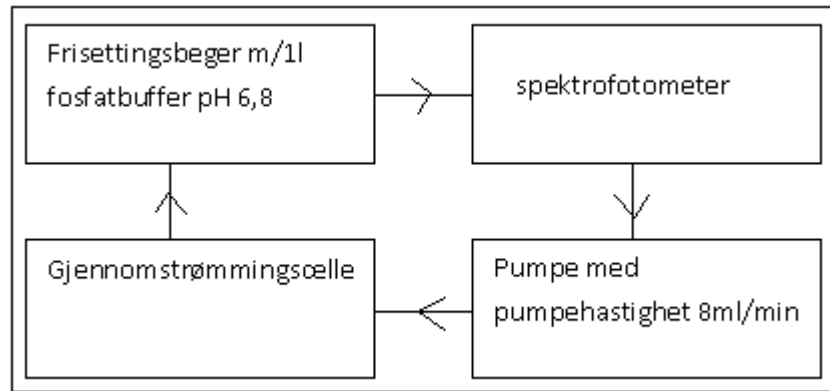 Frisettingsbeger m/1l
fosfatbuffer pH 6,8
spektrofotometer
Gjennomstrømmingscelle
Pumpe med
pumpehastighet 8ml/min